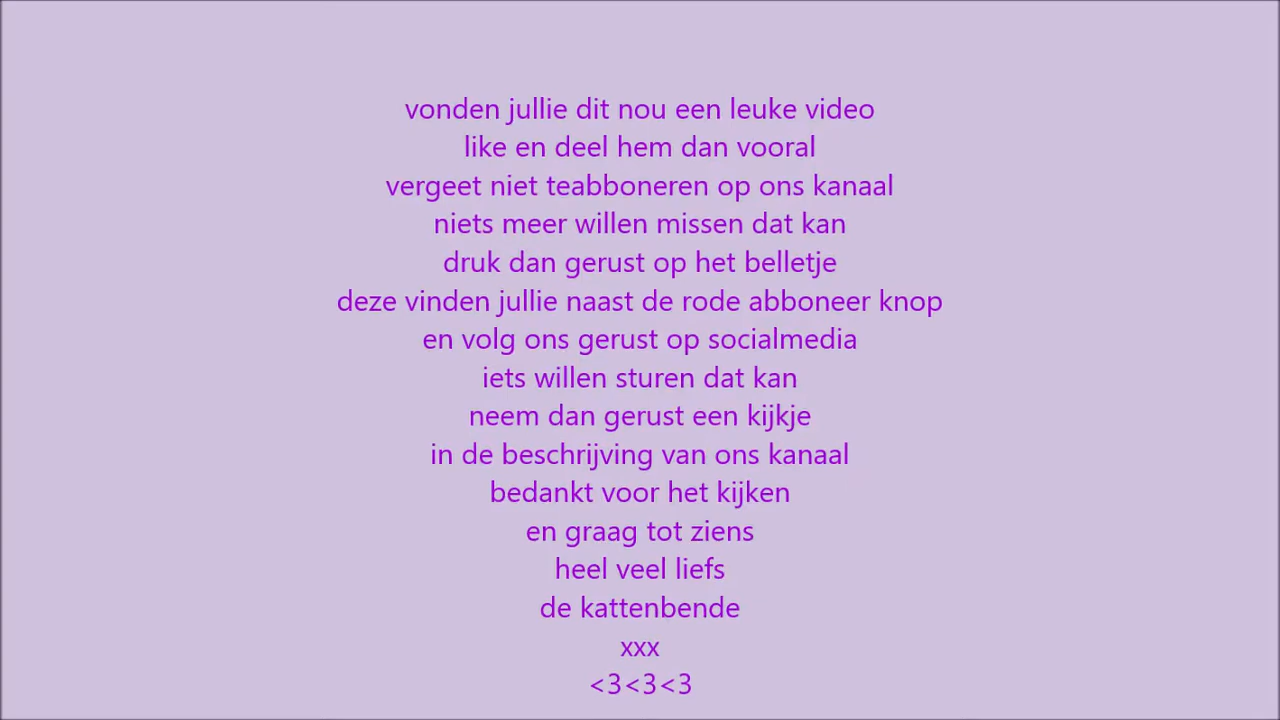 vonden jullie dit nou een leuke video
like en deel hem dan vooral
vergeet niet teabboneren op ons kanaal
niets meer willen missen dat kan
druk dan gerust op het belletje
deze vinden jullie naast de rode abboneer knop
en volg ons gerust op socialmedia
iets willen sturen dat kan
neem dan gerust een kijkje
in de beschrijving van ons kanaal
bedankt voor het kijken
en graag tot ziens
heel veel liefs
de kattenbende
xxx
<3<3<3